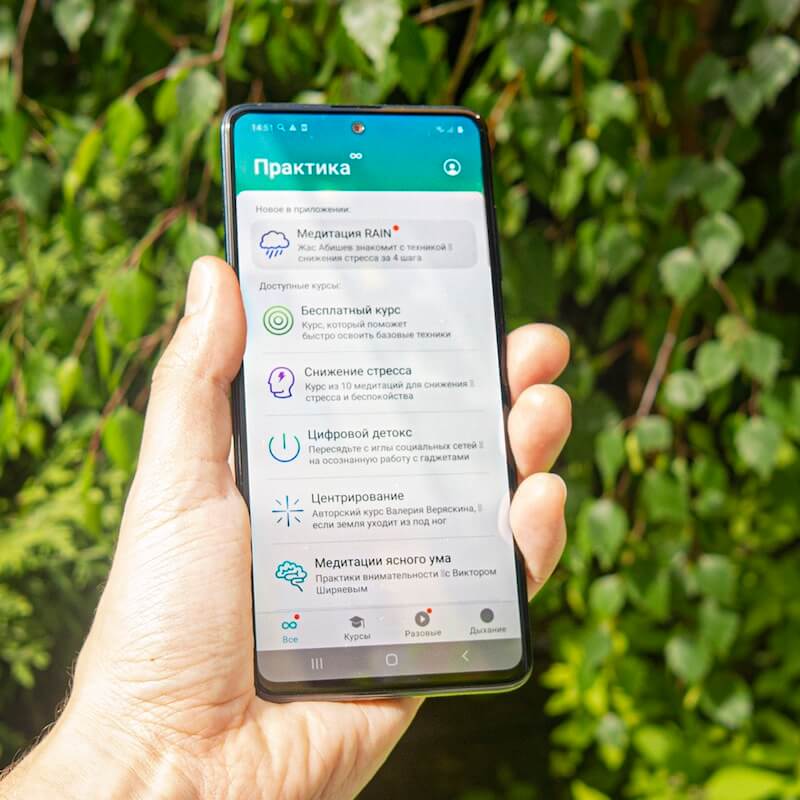 14:51
Практика∞
Новое в приложении:
Медитация RAIN
Жас Абишев знакомит с техникой
снижения стресса за 4 шага
Доступные курсы:
Бесплатный курс
Курс, который поможет
быстро освоить базовые техники
Снижение стресса
Курс из 10 медитаций для снижения
стресса и беспокойства
Цифровой детокс
Пересядьте с иглы социальных сетей
на осознанную работу с гаджетами
Центрирование
Авторский курс Валерия Веряскина,
если земля уходит из под ног
Медитации ясного ума
Практики внимательности с Виктором
Ширяевым
Все
Курсы
Разовые
Дыхание